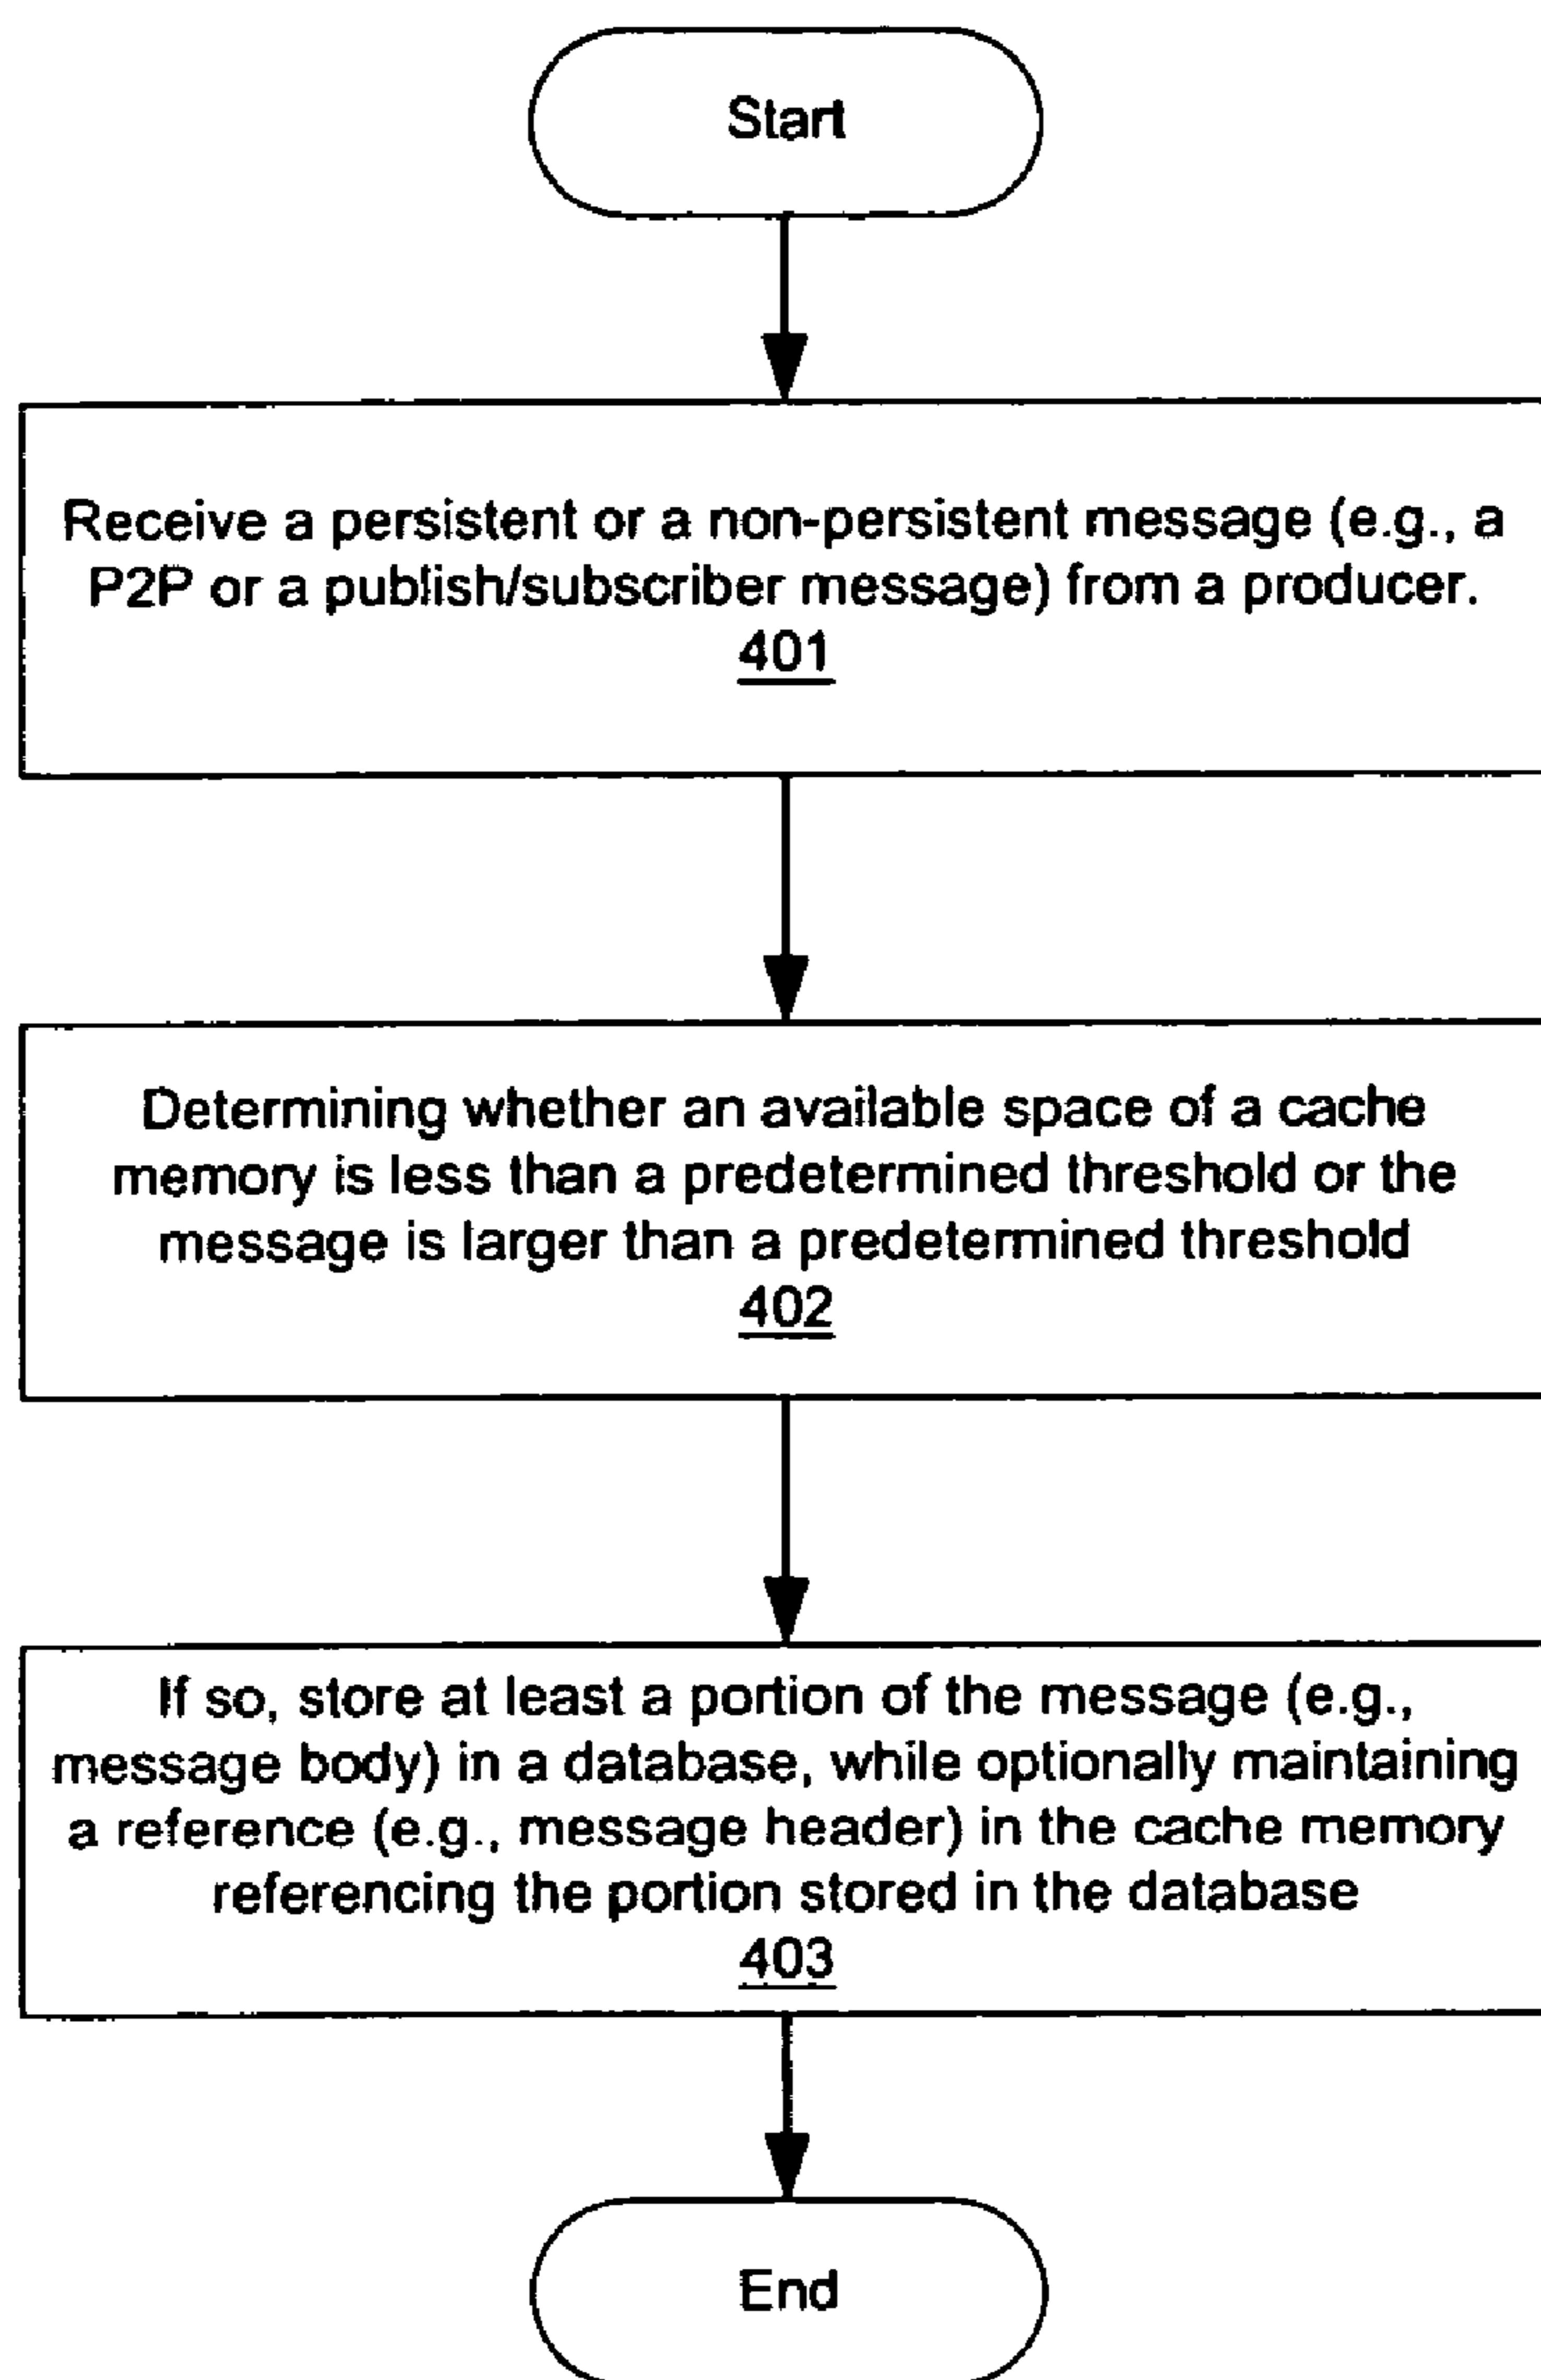 Start
Receive a persistent or a non-persistent message (e.g., a
P2P or a publish/subscriber message) from a producer.
401
Determining whether an available space of a cache
memory is less than a predetermined threshold or the
message is larger than a predetermined threshold
402
If so, store at least a portion of the message (e.g.,
message body) in a database, while optionally maintaining
a reference (e.g., message header) in the cache memory
referencing the portion stored in the database
403
End